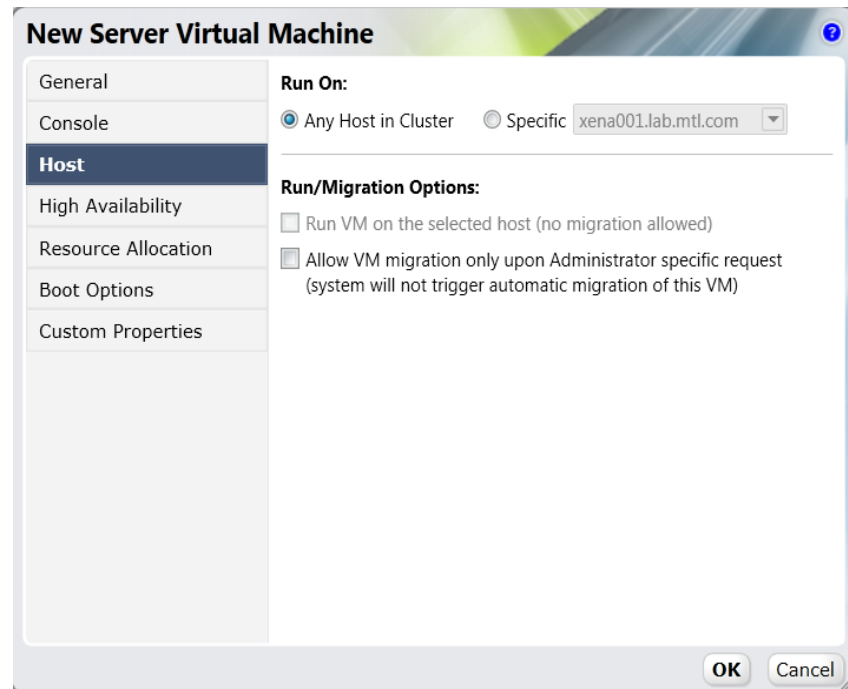 New Server Virtual Machine
?
General
Console
Host
High Availability
Resource Allocation
Boot Options
Custom Properties
Run On:
Any Host in Cluster Specific xena001.lab.mtl.com
Run/Migration Options:
Run VM on the selected host (no migration allowed)
Allow VM migration only upon Administrator specific request
(system will not trigger automatic migration of this VM)
OK Cancel